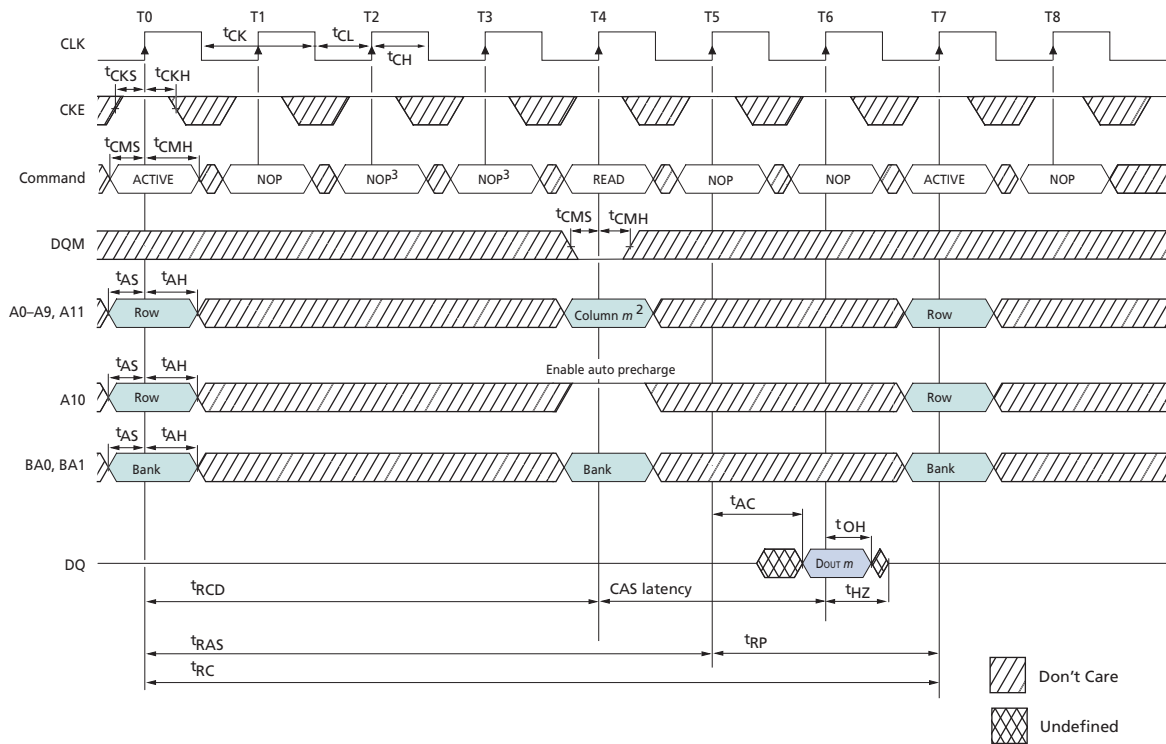 T0 T1 T2 T3 T4 T5 T6 T7 T8
CLK
tCK tCL
tCH
tCKS tCKH
CKE
tCMS tCMH
Command ACTIVE NOP NOP3 NOP3 READ NOP NOP ACTIVE NOP
tCMS tCMH
DQM
tAS tAH
A0–A9, A11 Row Column m 2 Row
tAS tAH
Enable auto precharge
A10 Row Row
tAS tAH
BA0, BA1 Bank Bank Bank
tAC
tOH
DQ DOUT m
tRCD CAS latency tHZ
tRAS tRP
tRC
Don't Care
Undefined